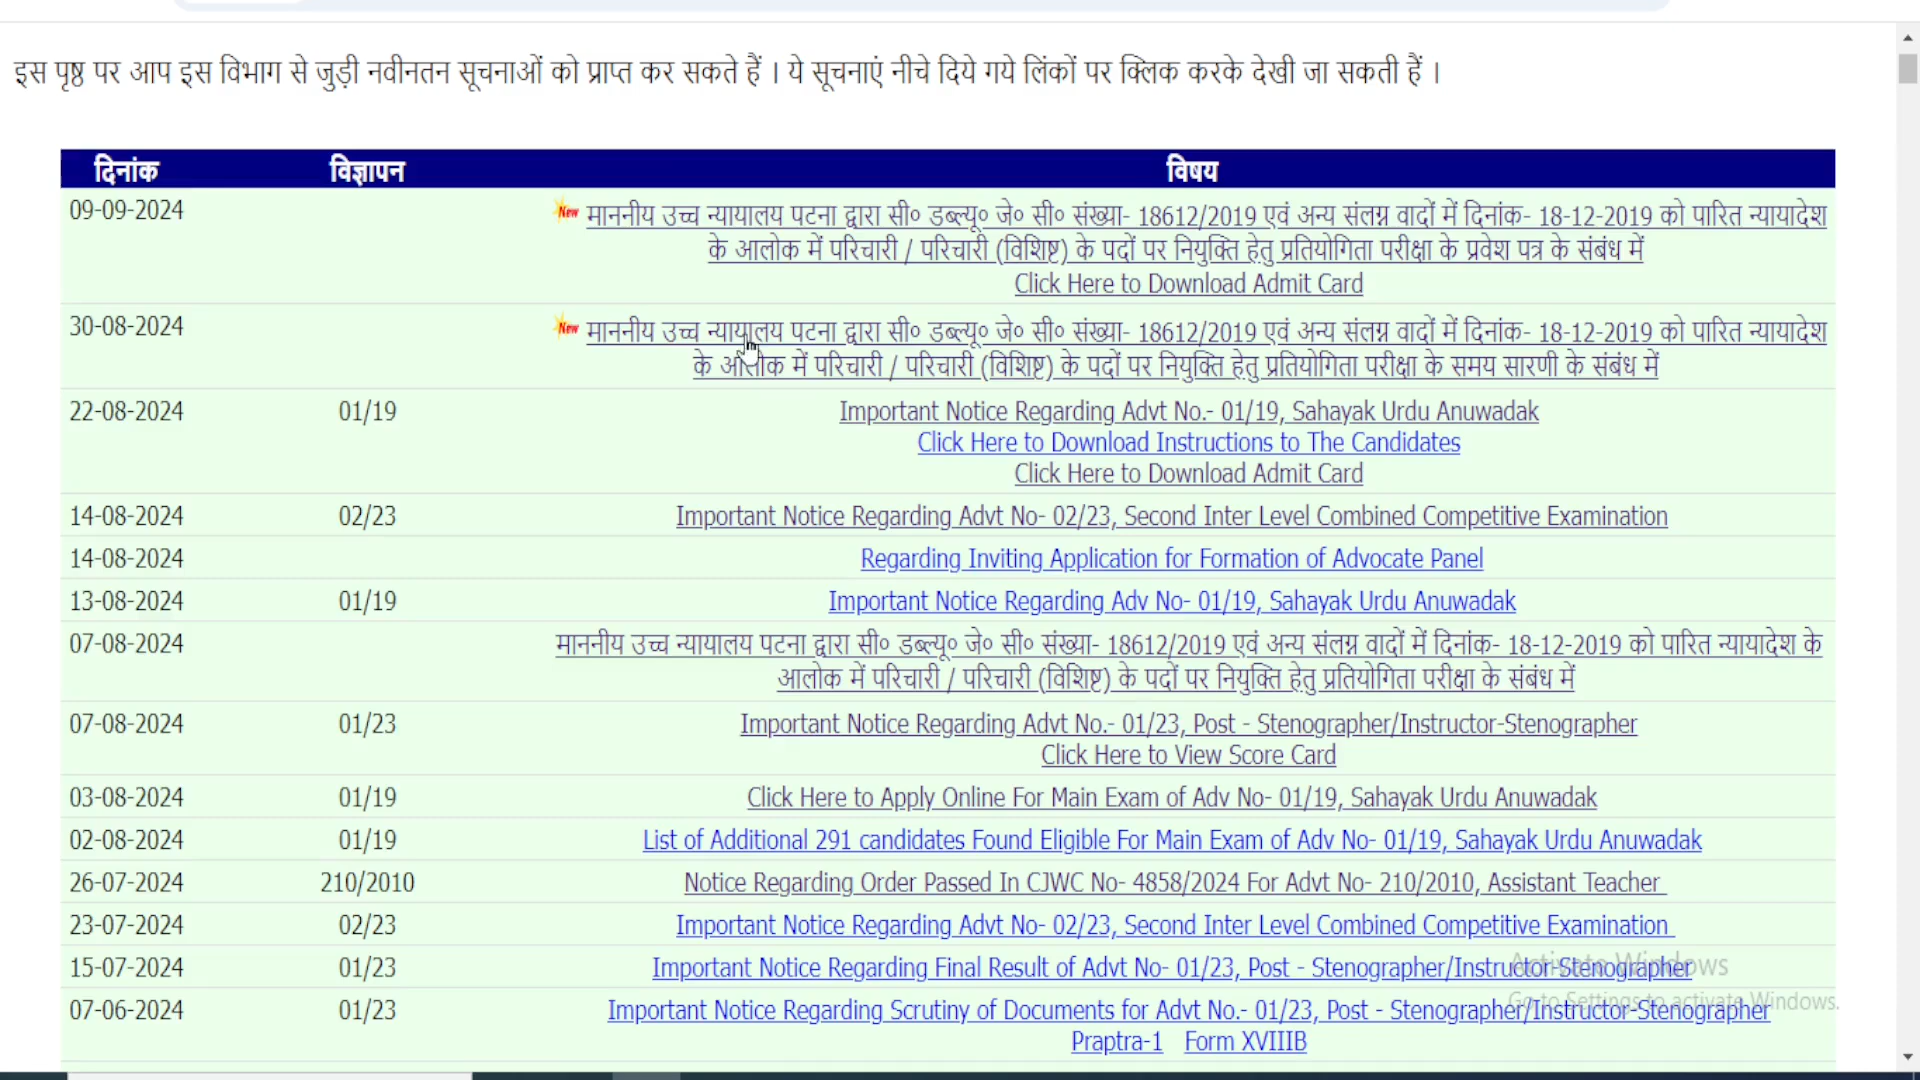 इस पृष्ठ पर आप इस विभाग से जुड़ी नवीनतन सूचनाओं को प्राप्त कर सकते हैं । ये सूचनाएं नीचे दिये गये लिंकों पर क्लिक करके देखी जा सकती हैं ।
दिनांक विज्ञापन विषय
09-09-2024 New माननीय उच्च न्यायालय पटना द्वारा सी० डब्ल्यू० जे० सी० संख्या- 18612/2019 एवं अन्य संलग्न वादों में दिनांक- 18-12-2019 को पारित न्यायादेश
के आलोक में परिचारी / परिचारी (विशिष्ट) के पदों पर नियुक्ति हेतु प्रतियोगिता परीक्षा के प्रवेश पत्र के संबंध में
Click Here to Download Admit Card
30-08-2024 New माननीय उच्च न्यायालय पटना द्वारा सी० डब्ल्यू० जे० सी० संख्या- 18612/2019 एवं अन्य संलग्न वादों में दिनांक- 18-12-2019 को पारित न्यायादेश
के आलोक में परिचारी / परिचारी (विशिष्ट) के पदों पर नियुक्ति हेतु प्रतियोगिता परीक्षा के समय सारणी के संबंध में
22-08-2024 01/19 Important Notice Regarding Advt No.- 01/19, Sahayak Urdu Anuwadak
Click Here to Download Instructions to The Candidates
Click Here to Download Admit Card
14-08-2024 02/23 Important Notice Regarding Advt No- 02/23, Second Inter Level Combined Competitive Examination
14-08-2024 Regarding Inviting Application for Formation of Advocate Panel
13-08-2024 01/19 Important Notice Regarding Adv No- 01/19, Sahayak Urdu Anuwadak
07-08-2024 माननीय उच्च न्यायालय पटना द्वारा सी० डब्ल्यू० जे० सी० संख्या- 18612/2019 एवं अन्य संलग्न वादों में दिनांक- 18-12-2019 को पारित न्यायादेश के
आलोक में परिचारी / परिचारी (विशिष्ट) के पदों पर नियुक्ति हेतु प्रतियोगिता परीक्षा के संबंध में
07-08-2024 01/23 Important Notice Regarding Advt No.- 01/23, Post - Stenographer/Instructor-Stenographer
Click Here to View Score Card
03-08-2024 01/19 Click Here to Apply Online For Main Exam of Adv No- 01/19, Sahayak Urdu Anuwadak
02-08-2024 01/19 List of Additional 291 candidates Found Eligible For Main Exam of Adv No- 01/19, Sahayak Urdu Anuwadak
26-07-2024 210/2010 Notice Regarding Order Passed In CJWC No- 4858/2024 For Advt No- 210/2010, Assistant Teacher
23-07-2024 02/23 Important Notice Regarding Advt No- 02/23, Second Inter Level Combined Competitive Examination
15-07-2024 01/23 Important Notice Regarding Final Result of Advt No- 01/23, Post - Stenographer/Instructor-Stenographer
Activate Windows
07-06-2024 01/23 Important Notice Regarding Scrutiny of Documents for Advt No.- 01/23, Post - Stenographer/Instructor-Stenographer
Go to Settings to activate Windows.
Praptra-1 Form XVIIIB